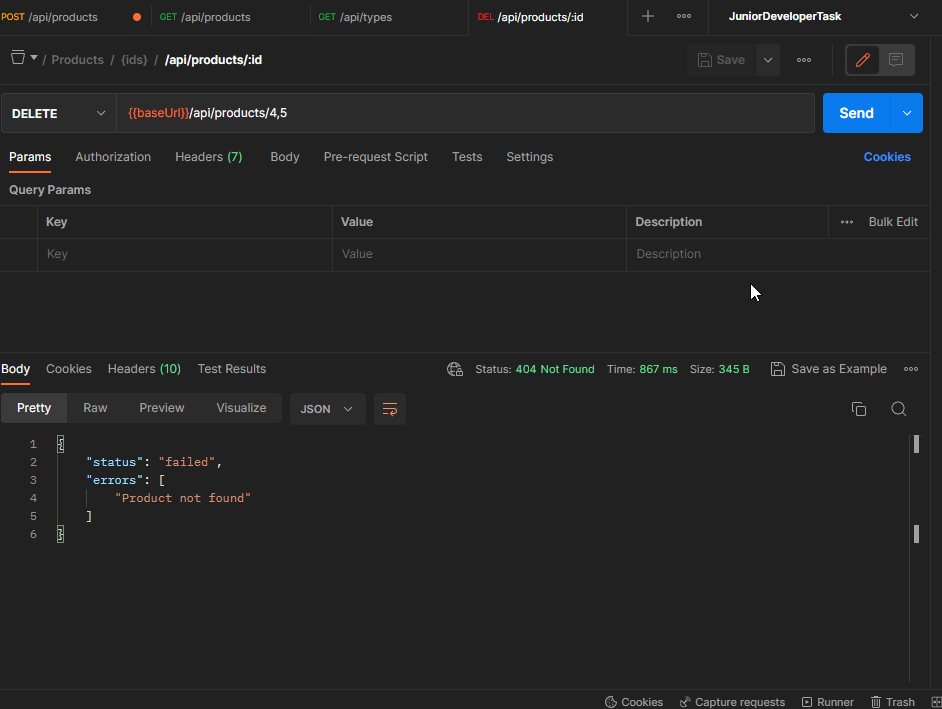 POST /api/products GET /api/products GET /api/types DEL /api/products/:id JuniorDeveloperTask
/ Products / {ids} / /api/products/:id Save
DELETE {{baseUrl}}/api/products/4,5 Send
Params Authorization Headers (7) Body Pre-request Script Tests Settings Cookies
Query Params
Key Value Description Bulk Edit
Key Value Description
Body Cookies Headers (10) Test Results Status: 404 Not Found Time: 867 ms Size: 345 B Save as Example
Pretty Raw Preview Visualize JSON
1 {
2 "status": "failed",
3 "errors": [
4 "Product not found"
5 ]
6 }
Cookies Capture requests Runner Trash